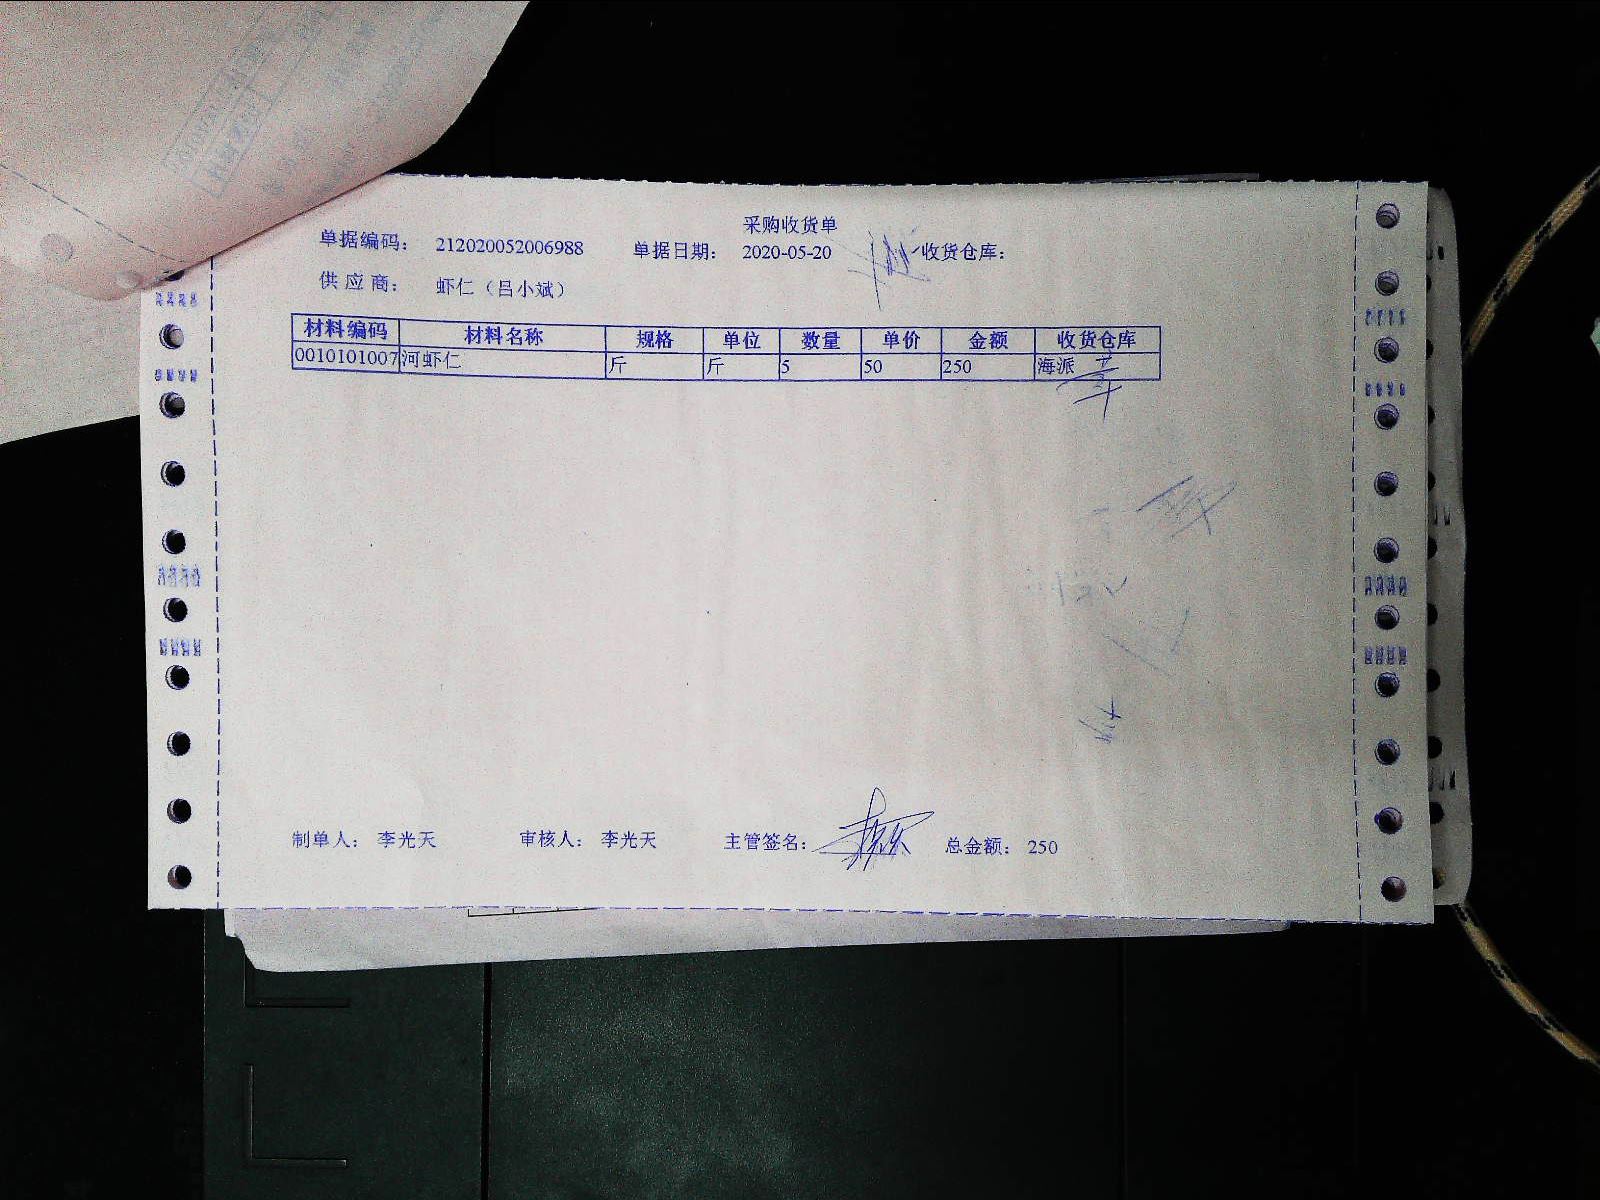 采购收货单
单据编码： 212020052006988 单据日期： 2020-05-20 收货仓库：
供应商： 虾仁（吕小斌）
材料编码 材料名称 规格 单位 数量 单价 金额 收货仓库
0010101007 河虾仁 斤 斤 5 50 250 海派
制单人： 李光天 审核人： 李光天 主管签名： 总金额： 250